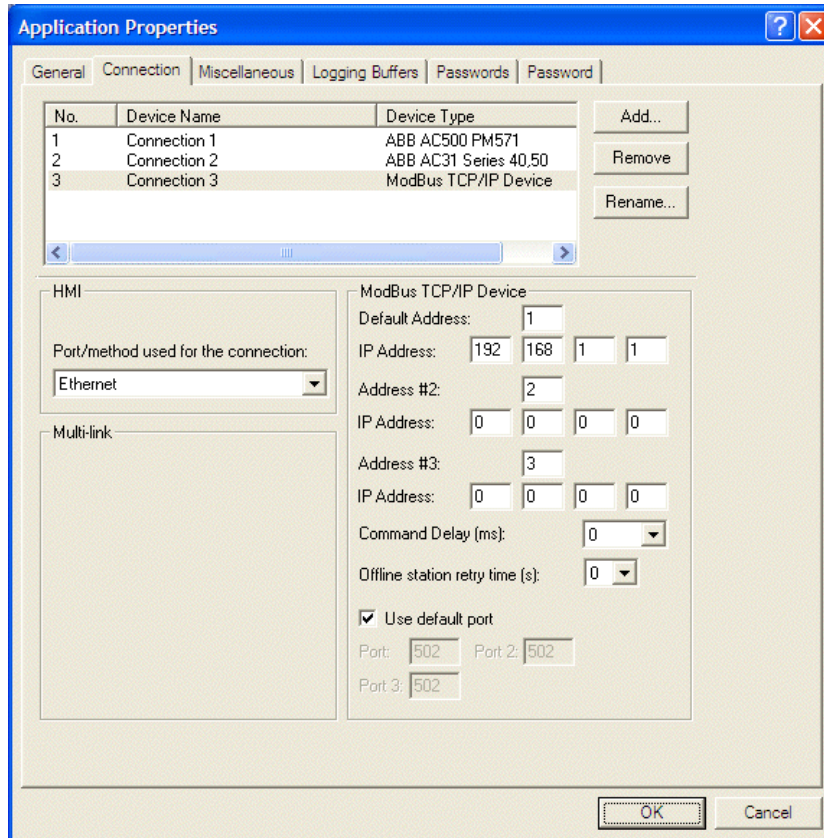 Application Properties
General Connection Miscellaneous Logging Buffers Passwords Password
No. Device Name Device Type
1 Connection 1 ABB AC500 PM571
2 Connection 2 ABB AC31 Series 40,50
3 Connection 3 ModBus TCP/IP Device
Add...
Remove
Rename...
HMI
Port/method used for the connection:
Ethernet
Multi-link
ModBus TCP/IP Device
Default Address: 1
IP Address: 192 168 1 1
Address #2: 2
IP Address: 0 0 0 0
Address #3: 3
IP Address: 0 0 0 0
Command Delay (ms): 0
Offline station retry time (s): 0
Use default port
Port: 502 Port 2: 502
Port 3: 502
OK Cancel